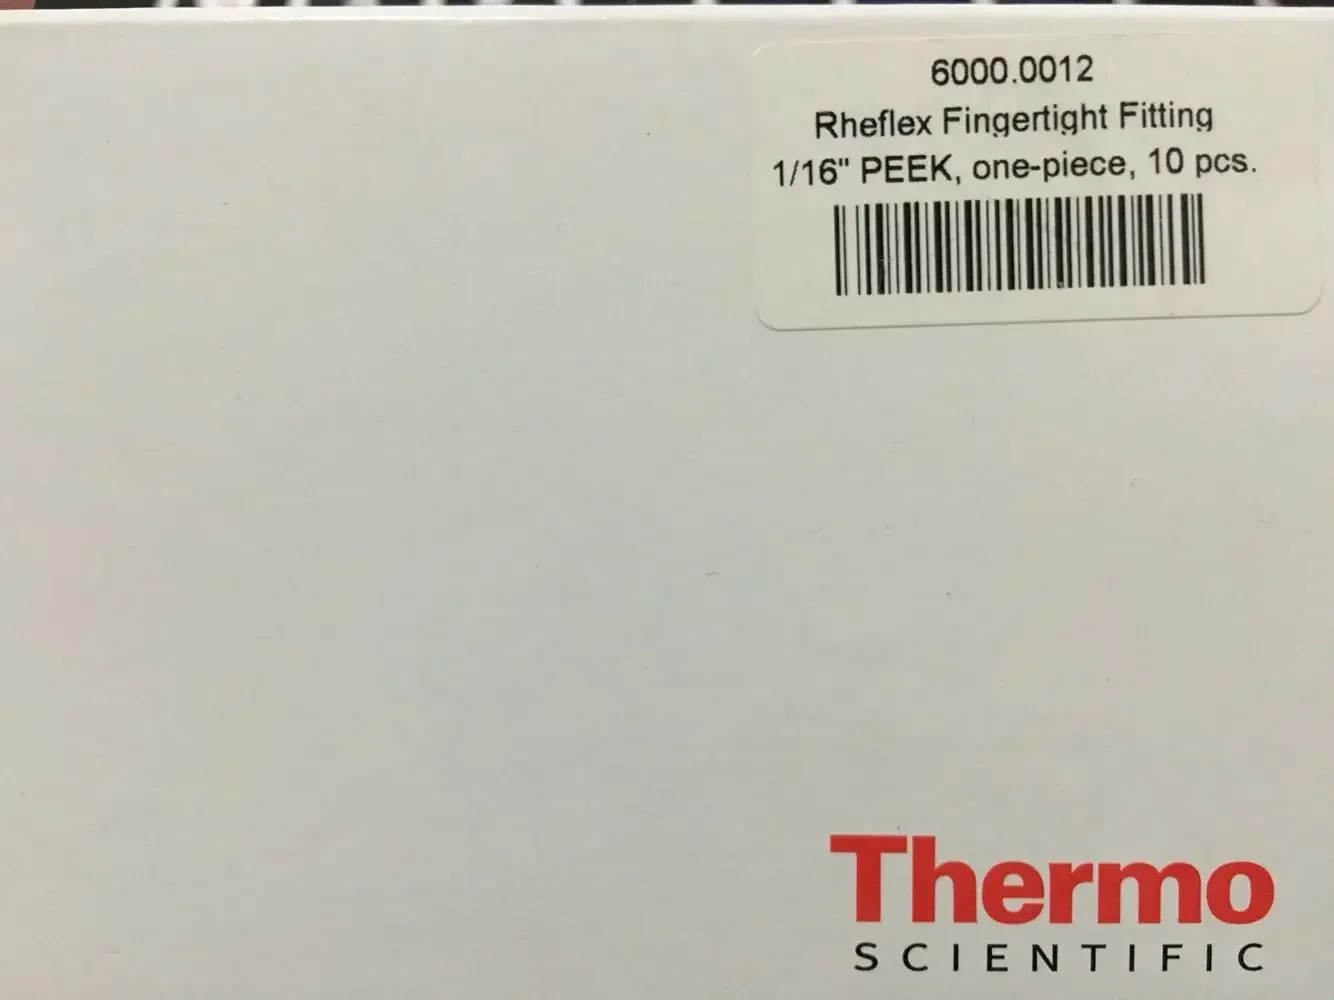 6000.0012
Rheflex Fingertight Fitting
1/16" PEEK, one-piece, 10 pcs.
Thermo
SCIENTIFIC